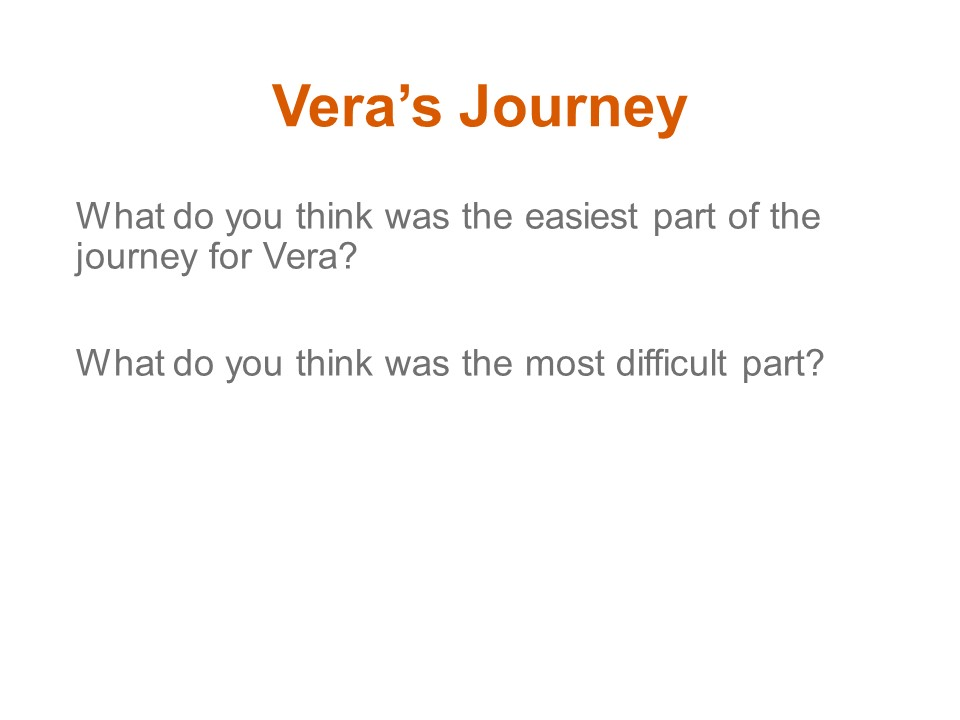 Vera’s Journey
What do you think was the easiest part of the
journey for Vera?
What do you think was the most difficult part?